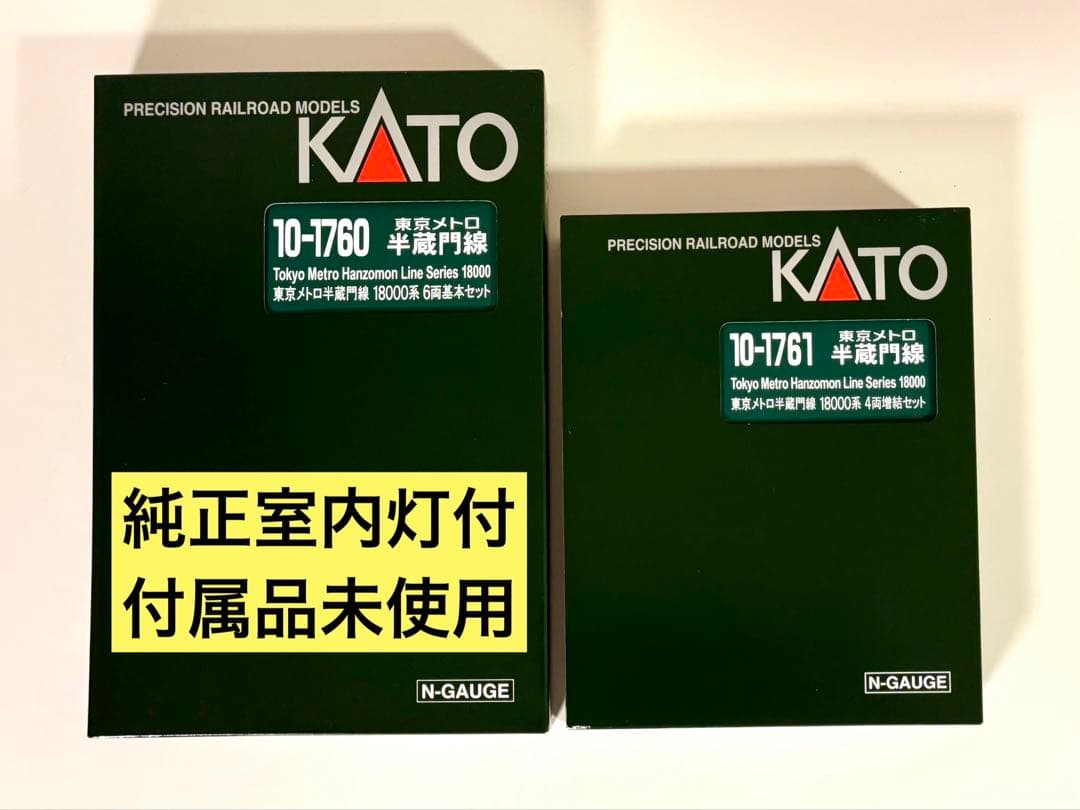 PRECISION RAILROAD MODELS
KATO
10-1760
東京メトロ
半蔵門線
Tokyo Metro Hanzomon Line Series 18000
東京メトロ半蔵門線 18000系 6両基本セット
純正室内灯付
付属品未使用
N-GAUGE
PRECISION RAILROAD MODELS
KATO
10-1761
東京メトロ
半蔵門線
Tokyo Metro Hanzomon Line Series 18000
東京メトロ半蔵門線 18000系 4両増結セット
N-GAUGE